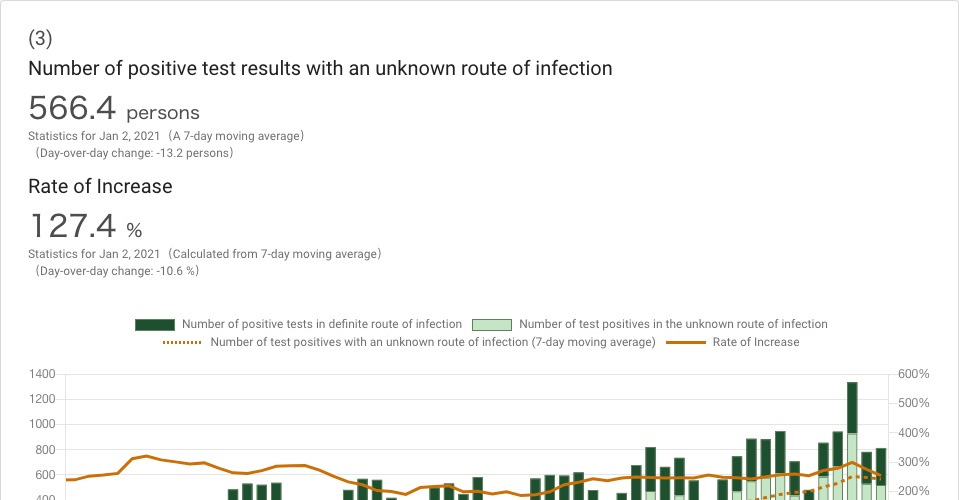 (3)
Number of positive test results with an unknown route of infection
566.4 persons
Statistics for Jan 2, 2021（A 7-day moving average）
（Day-over-day change: -13.2 persons）
Rate of Increase
127.4 %
Statistics for Jan 2, 2021（Calculated from 7-day moving average）
（Day-over-day change: -10.6 %）
Number of positive tests in definite route of infection Number of test positives in the unknown route of infection
Number of test positives with an unknown route of infection (7-day moving average) Rate of Increase
1400 600%
1200 500%
1000 400%
800 300%
600 200%
400